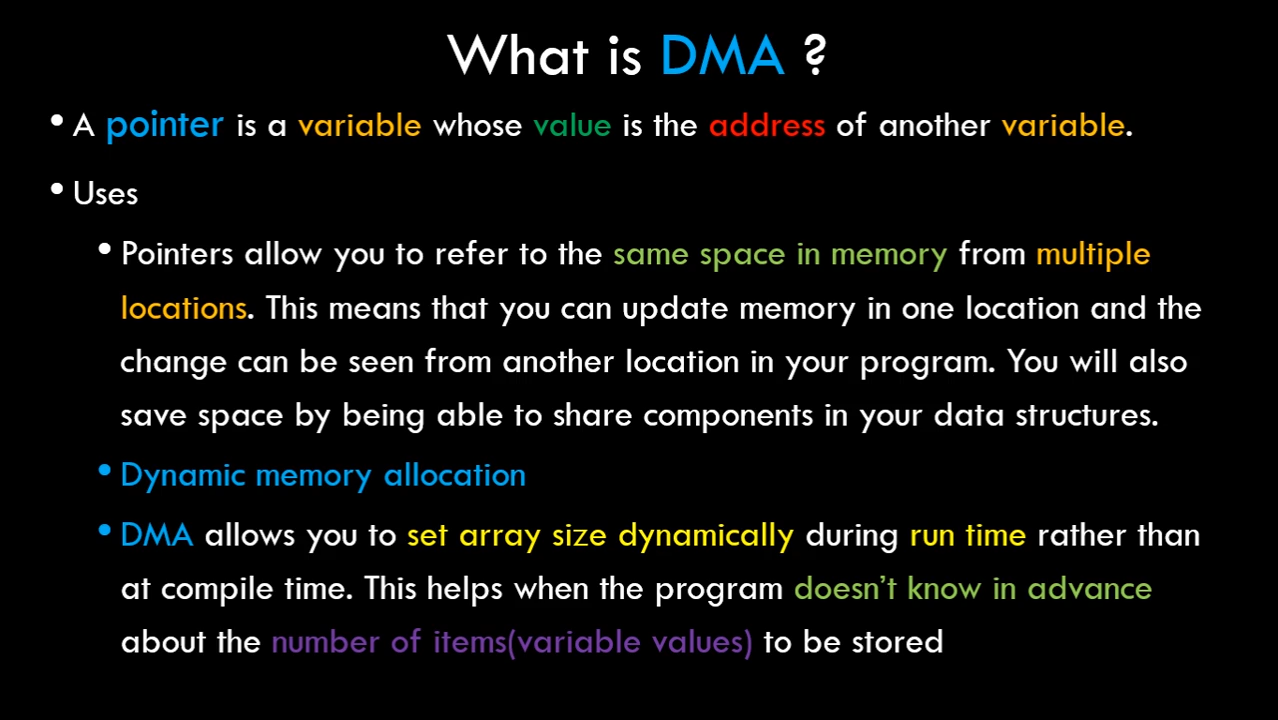 What is DMA ?
• A pointer is a variable whose value is the address of another variable.
• Uses
• Pointers allow you to refer to the same space in memory from multiple
locations. This means that you can update memory in one location and the
change can be seen from another location in your program. You will also
save space by being able to share components in your data structures.
• Dynamic memory allocation
• DMA allows you to set array size dynamically during run time rather than
at compile time. This helps when the program doesn’t know in advance
about the number of items(variable values) to be stored